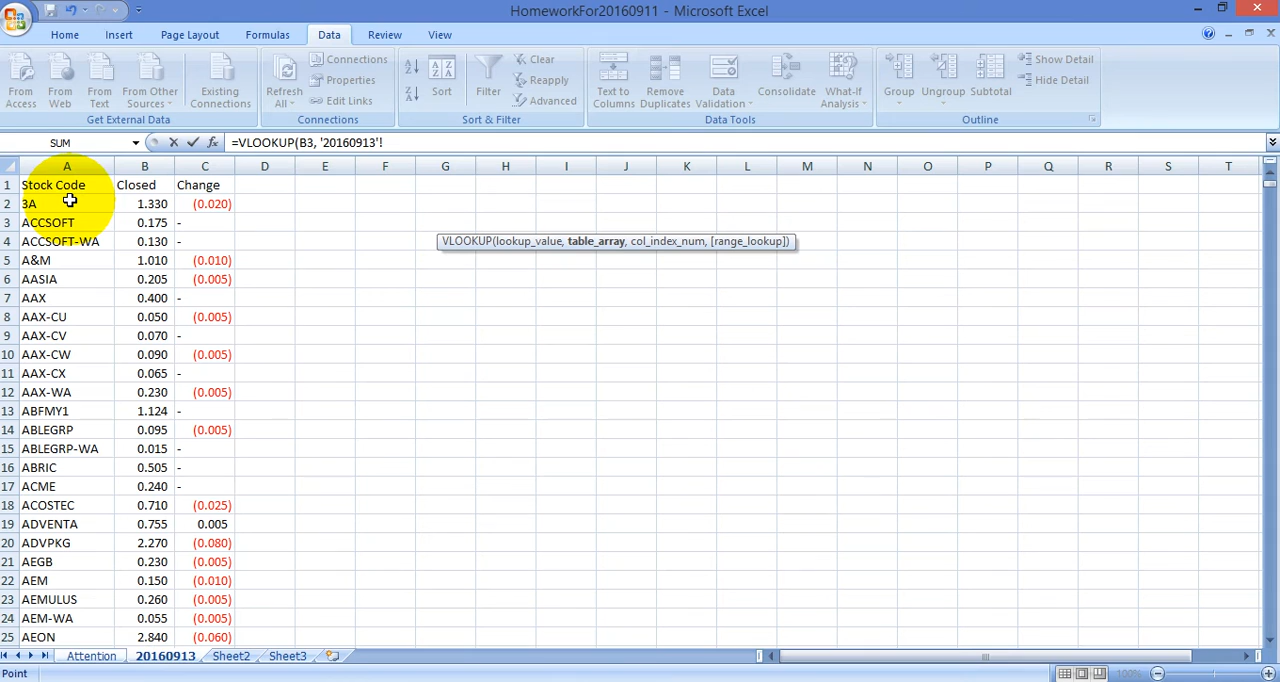 HomeworkFor20160911 - Microsoft Excel
Home Insert Page Layout Formulas Data Review View
From Access
From Web
From Text
From Other Sources
Existing Connections
Get External Data
Refresh All
Connections
Properties
Edit Links
Connections
Sort
Filter
Clear
Reapply
Advanced
Sort & Filter
Text to Columns
Remove Duplicates
Data Validation
Consolidate
What-If Analysis
Data Tools
Group
Ungroup
Subtotal
Show Detail
Hide Detail
Outline
SUM =VLOOKUP(B3, '20160913'!
A B C D E F G H I J K L M N O P Q R S T
1 Stock Code Closed Change
2 3A 1.330 (0.020)
3 ACCSOFT 0.175 -
VLOOKUP(lookup_value, table_array, col_index_num, [range_lookup])
4 ACCSOFT-WA 0.130 -
5 A&M 1.010 (0.010)
6 AASIA 0.205 (0.005)
7 AAX 0.400 -
8 AAX-CU 0.050 (0.005)
9 AAX-CV 0.070 -
10 AAX-CW 0.090 (0.005)
11 AAX-CX 0.065 -
12 AAX-WA 0.230 (0.005)
13 ABFMY1 1.124 -
14 ABLEGRP 0.095 (0.005)
15 ABLEGRP-WA 0.015 -
16 ABRIC 0.505 -
17 ACME 0.240 -
18 ACOSTEC 0.710 (0.025)
19 ADVENTA 0.755 0.005
20 ADVPKG 2.270 (0.080)
21 AEGB 0.230 (0.005)
22 AEM 0.150 (0.010)
23 AEMULUS 0.260 (0.005)
24 AEM-WA 0.055 (0.005)
25 AEON 2.840 (0.060)
Attention 20160913 Sheet2 Sheet3
Point 100%